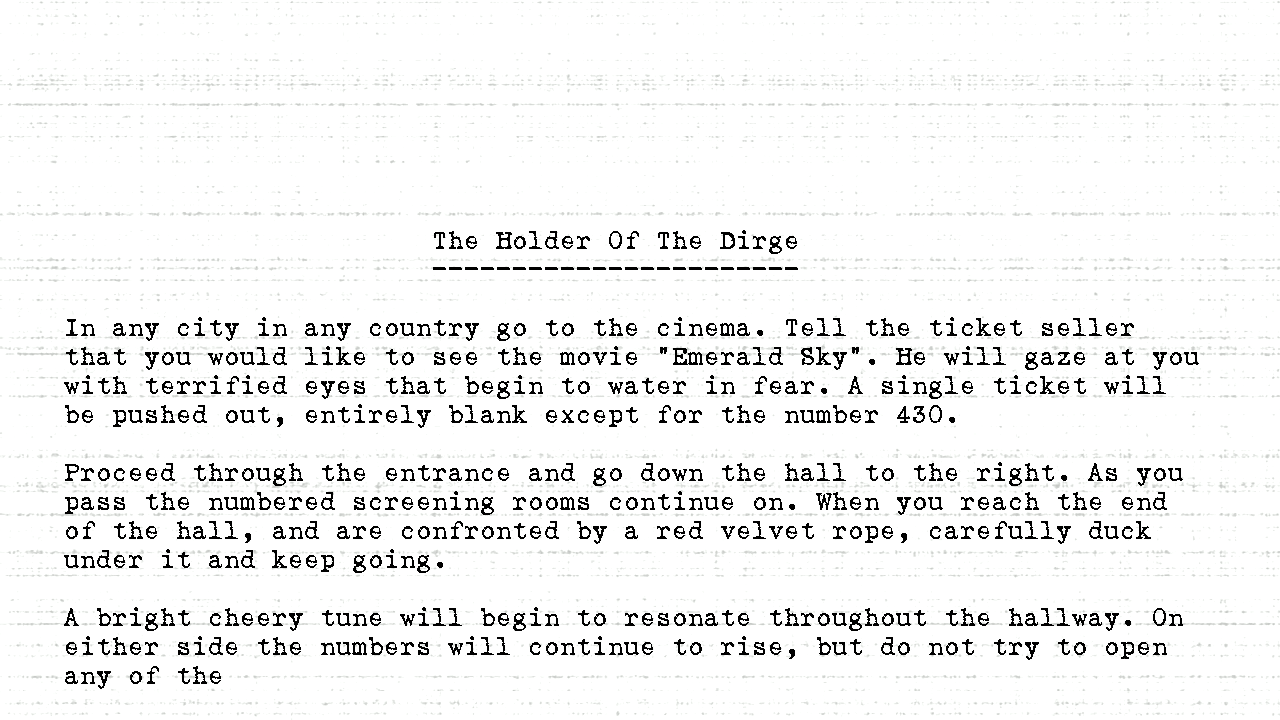 The Holder Of The Dirge
-----------------------
In any city in any country go to the cinema. Tell the ticket seller
that you would like to see the movie "Emerald Sky". He will gaze at you
with terrified eyes that begin to water in fear. A single ticket will
be pushed out, entirely blank except for the number 430.
Proceed through the entrance and go down the hall to the right. As you
pass the numbered screening rooms continue on. When you reach the end
of the hall, and are confronted by a red velvet rope, carefully duck
under it and keep going.
A bright cheery tune will begin to resonate throughout the hallway. On
either side the numbers will continue to rise, but do not try to open
any of the